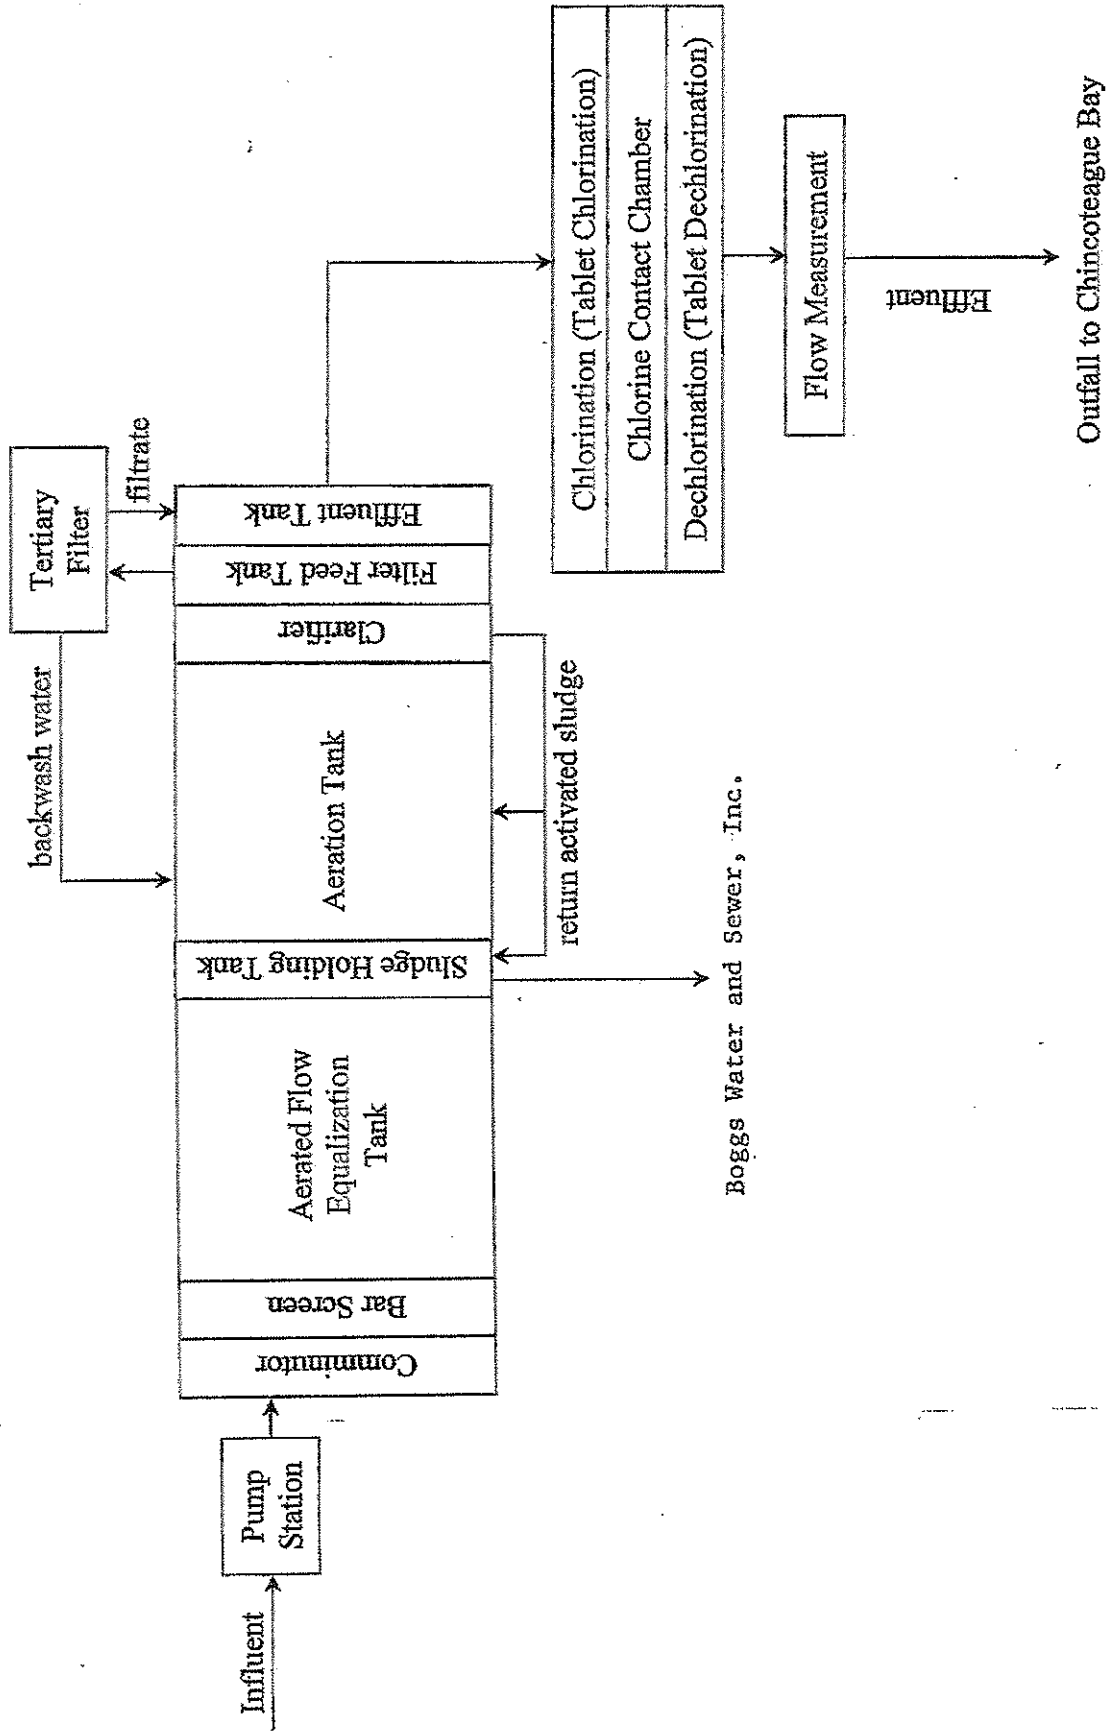 Influent
Pump
Station
Comminutor
Bar Screen
Aerated Flow
Equalization
Tank
Sludge Holding Tank
Aeration Tank
Clarifier
Filter Feed Tank
Effluent Tank
backwash water
Tertiary
Filter
filtrate
return activated sludge
Boggs Water and Sewer, Inc.
Chlorination (Tablet Chlorination)
Chlorine Contact Chamber
Dechlorination (Tablet Dechlorination)
Flow Measurement
Effluent
Outfall to Chincoteague Bay